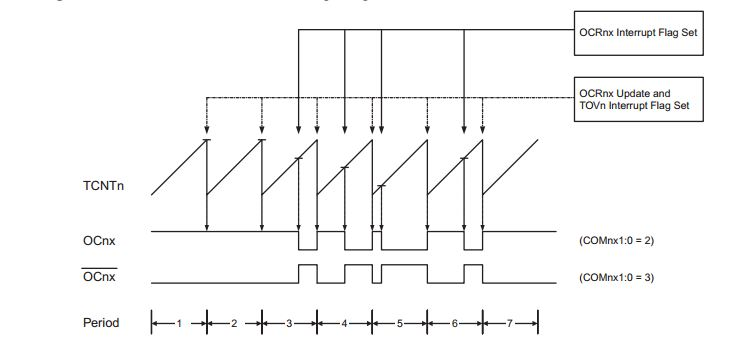 OCRnx Interrupt Flag Set
OCRnx Update and
TOVn Interrupt Flag Set
TCNTn
OCnx
(COMnx1:0 = 2)
OCnx
(COMnx1:0 = 3)
Period
1
2
3
4
5
6
7